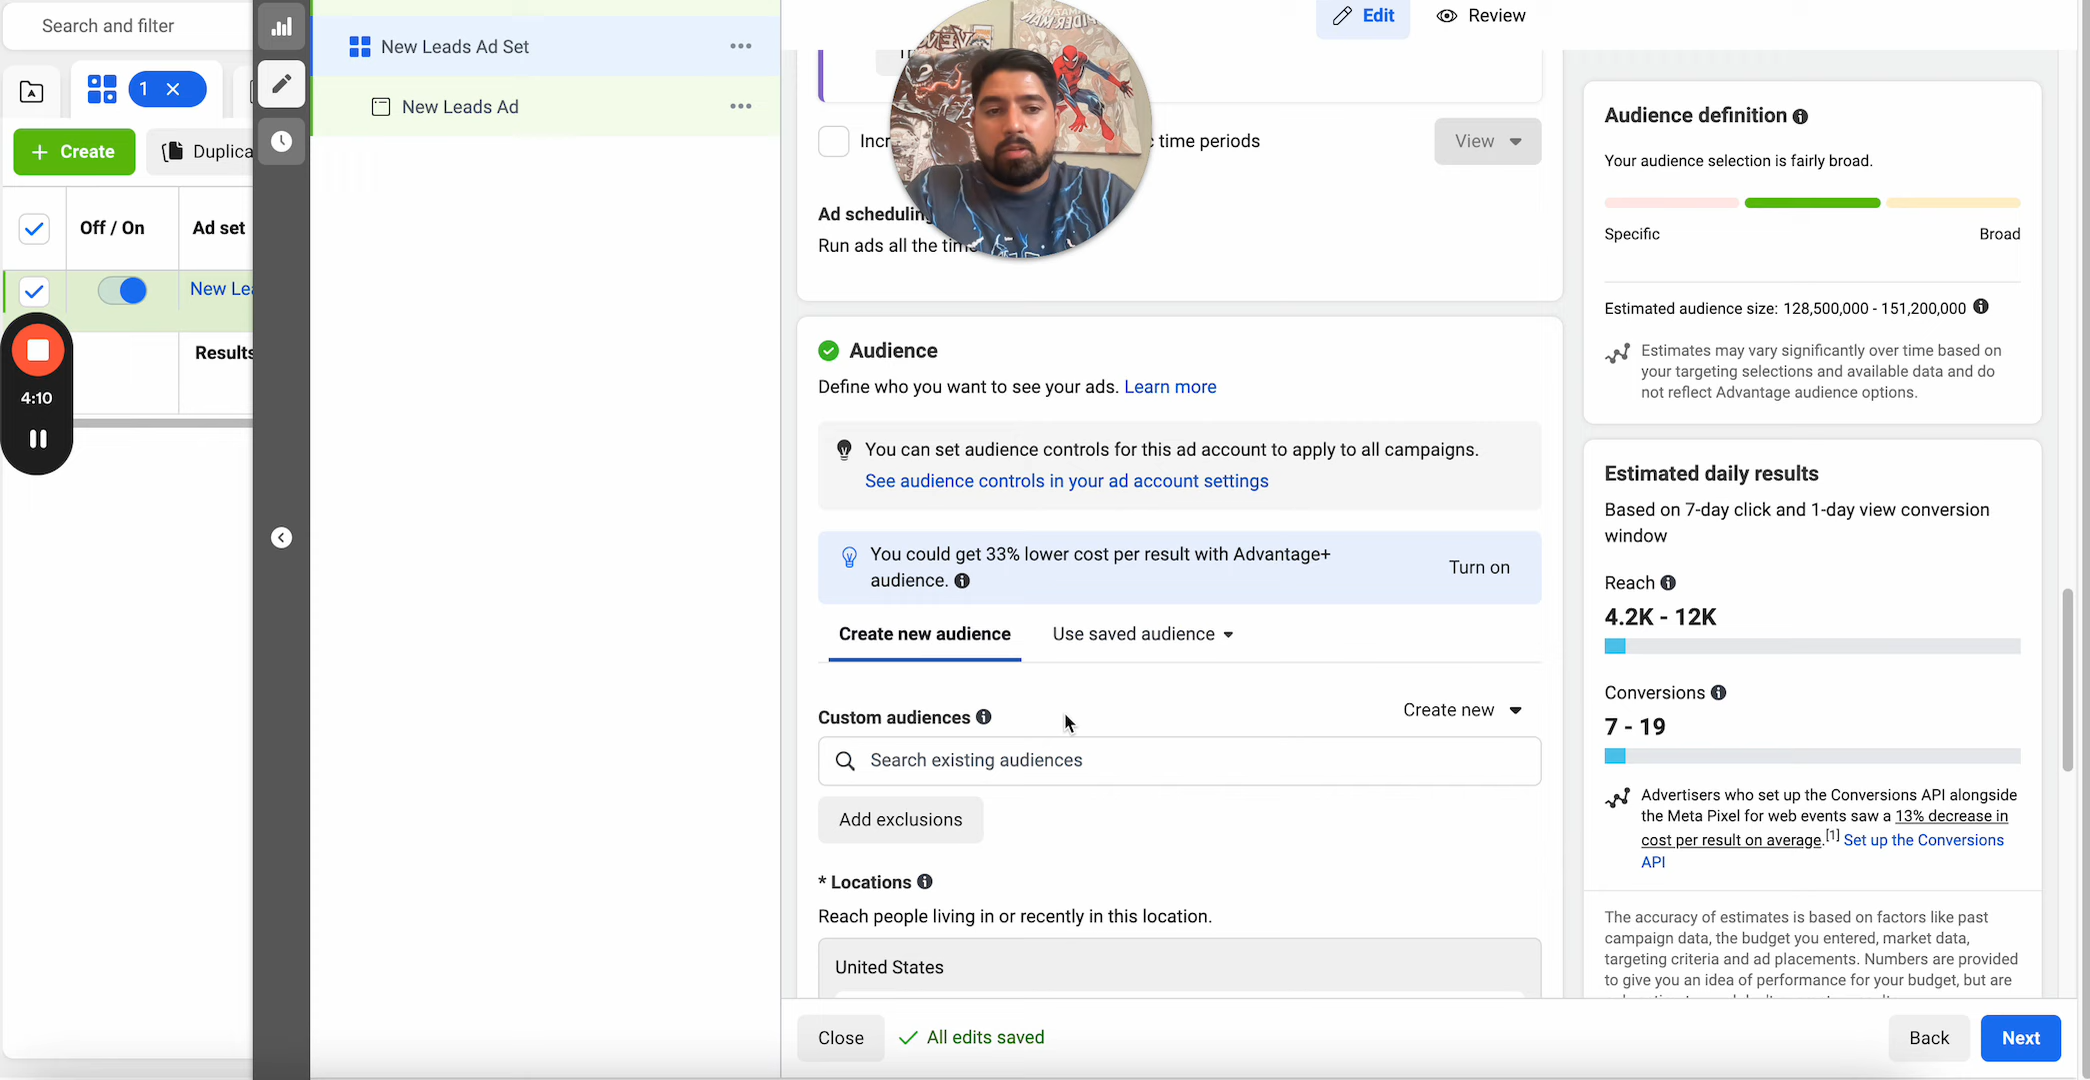 Search and filter
New Leads Ad Set
New Leads Ad
1
Create
Duplica
Off / On
Ad set
New Lea
Results
4:10
Edit
Review
SPIDER-MAN
Incr
c time periods
View
Ad scheduling
Run ads all the time
Audience
Define who you want to see your ads. Learn more
You can set audience controls for this ad account to apply to all campaigns.
See audience controls in your ad account settings
You could get 33% lower cost per result with Advantage+
audience.
Turn on
Create new audience
Use saved audience
Custom audiences
Create new
Search existing audiences
Add exclusions
* Locations
Reach people living in or recently in this location.
United States
Close
All edits saved
Back
Next
Audience definition
Your audience selection is fairly broad.
Specific
Broad
Estimated audience size: 128,500,000 - 151,200,000
Estimates may vary significantly over time based on
your targeting selections and available data and do
not reflect Advantage audience options.
Estimated daily results
Based on 7-day click and 1-day view conversion
window
Reach
4.2K - 12K
Conversions
7 - 19
Advertisers who set up the Conversions API alongside
the Meta Pixel for web events saw a 13% decrease in
cost per result on average.[1] Set up the Conversions
API
The accuracy of estimates is based on factors like past
campaign data, the budget you entered, market data,
targeting criteria and ad placements. Numbers are provided
to give you an idea of performance for your budget, but are